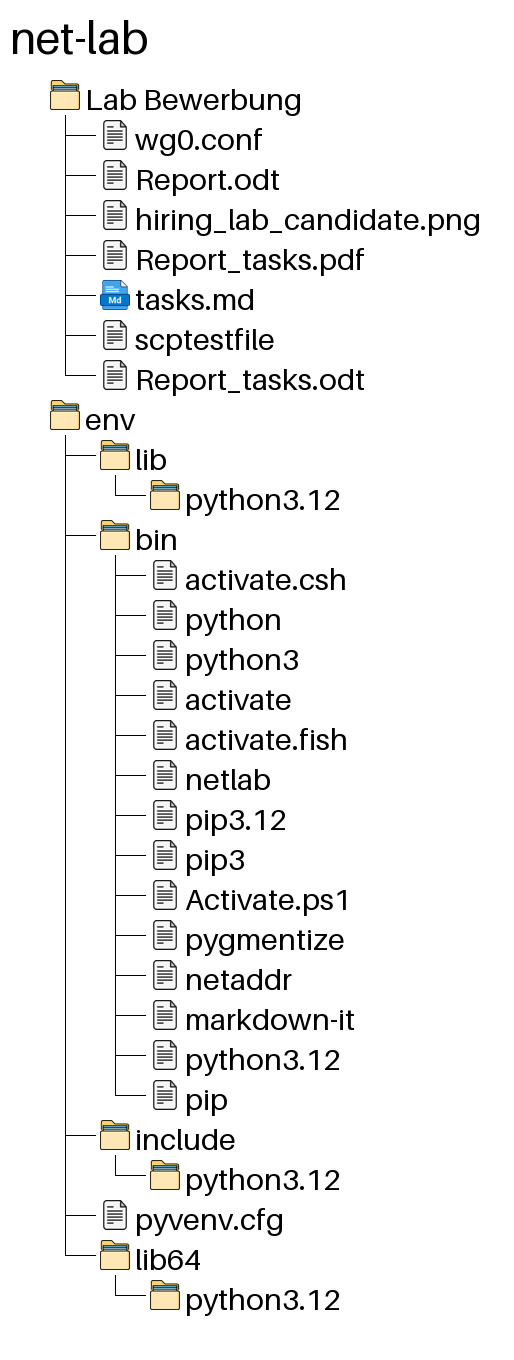 net-lab
Lab Bewerbung
wg0.conf
Report.odt
hiring_lab_candidate.png
Report_tasks.pdf
Md tasks.md
scptestfile
Report_tasks.odt
env
lib
python3.12
bin
activate.csh
python
python3
activate
activate.fish
netlab
pip3.12
pip3
Activate.ps1
pygmentize
netaddr
markdown-it
python3.12
pip
include
python3.12
pyvenv.cfg
lib64
python3.12